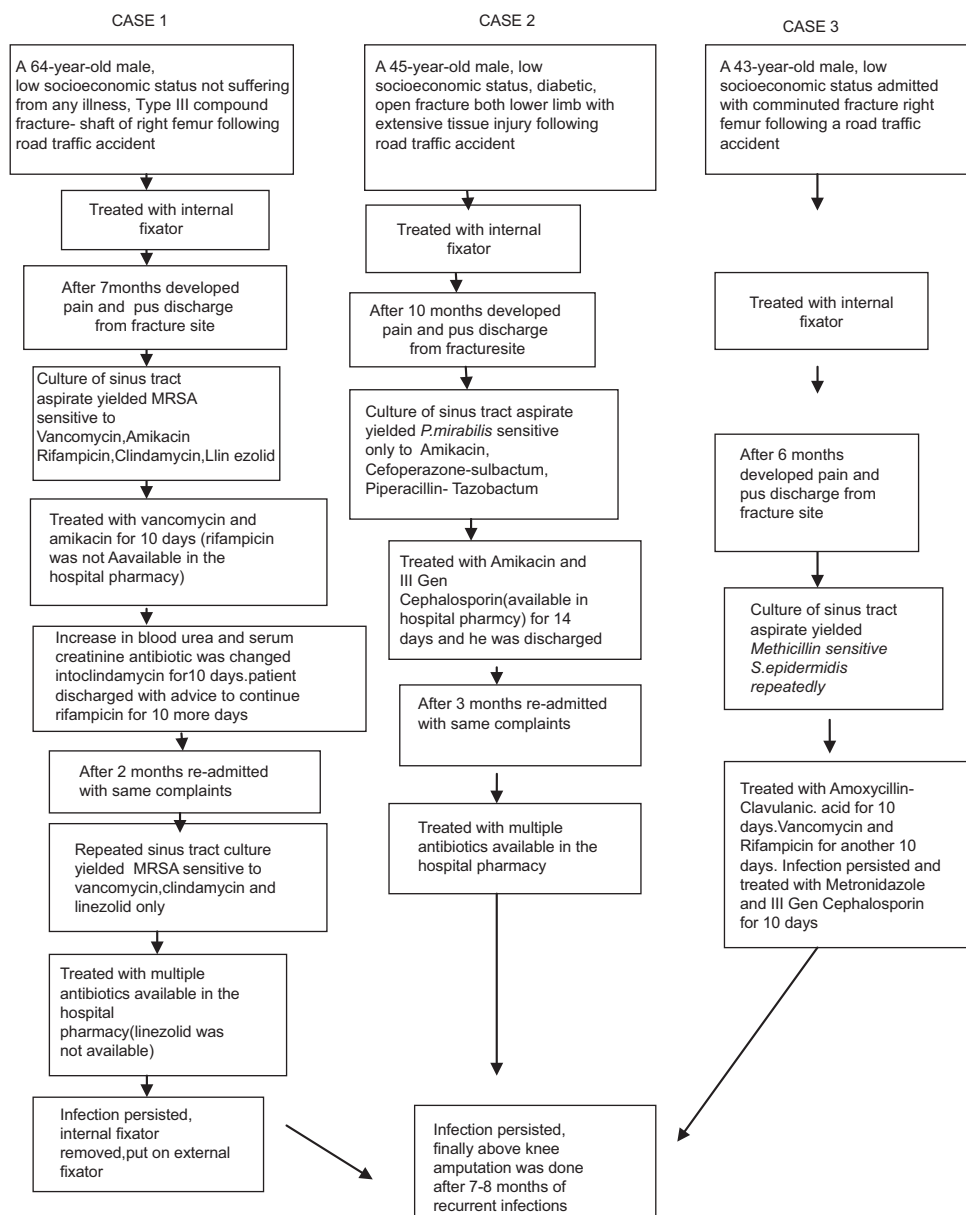 CASE 1
A 64-year-old male,
low socioeconomic status not suffering
from any illness, Type III compound
fracture- shaft of right femur following
road traffic accident
Treated with internal
fixator
After 7months developed
pain and pus discharge
from fracture site
Culture of sinus tract
aspirate yielded MRSA
sensitive to
Vancomycin,Amikacin
Rifampicin,Clindamycin,Llin ezolid
Treated with vancomycin and
amikacin for 10 days (rifampicin
was not Aavailable in the
hospital pharmacy)
Increase in blood urea and serum
creatinine antibiotic was changed
intoclindamycin for10 days.patient
discharged with advice to continue
rifampicin for 10 more days
After 2 months re-admitted
with same complaints
Repeated sinus tract culture
yielded MRSA sensitive to
vancomycin,clindamycin and
linezolid only
Treated with multiple
antibiotics available in the
hospital
pharmacy(linezolid was
not available)
Infection persisted,
internal fixator
removed,put on external
fixator
CASE 2
A 45-year-old male, low
socioeconomic status, diabetic,
open fracture both lower limb with
extensive tissue injury following
road traffic accident
Treated with internal
fixator
After 10 months developed
pain and pus discharge
from fracturesite
Culture of sinus tract aspirate
yielded P.mirabilis sensitive
only to Amikacin,
Cefoperazone-sulbactum,
Piperacillin- Tazobactum
Treated with Amikacin and
III Gen
Cephalosporin(available in
hospital pharmcy) for 14
days and he was discharged
After 3 months re-admitted
with same complaints
Treated with multiple
antibiotics available in the
hospital pharmacy
Infection persisted,
finally above knee
amputation was done
after 7-8 months of
recurrent infections
CASE 3
A 43-year-old male, low
socioeconomic status admitted
with comminuted fracture right
femur following a road traffic
accident
Treated with internal
fixator
After 6 months
developed pain and
pus discharge from
fracture site
Culture of sinus tract
aspirate yielded
Methicillin sensitive
S.epidermidis
repeatedly
Treated with Amoxycillin-
Clavulanic. acid for 10
days.Vancomycin and
Rifampicin for another 10
days. Infection persisted and
treated with Metronidazole
and III Gen Cephalosporin
for 10 days